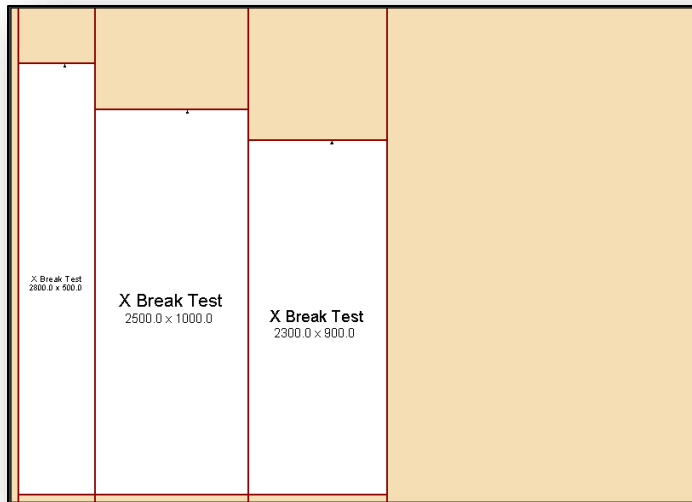 X Break Test
2800.0 x 500.0
X Break Test
2500.0 x 1000.0
X Break Test
2300.0 x 900.0